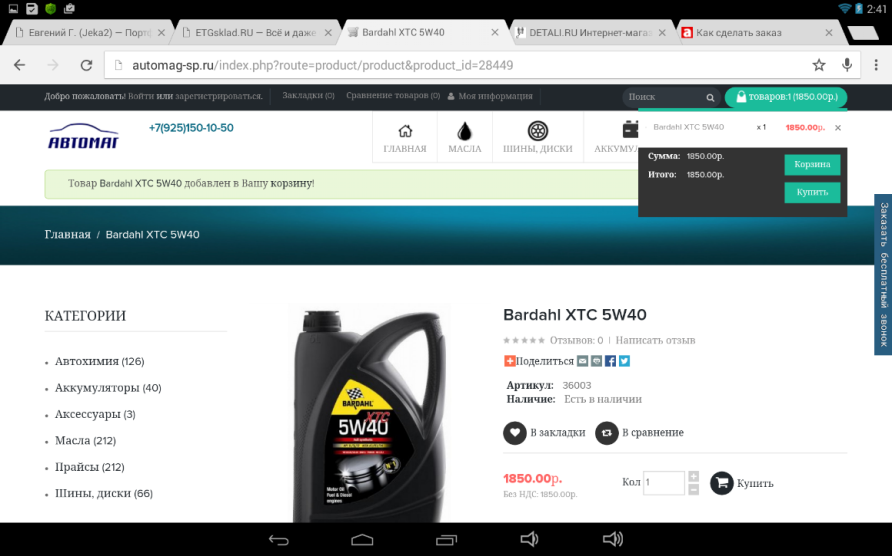 2:41
Евгений Г. (Jeka2) — Порт
ETGsklad.RU — Всё и даже
Bardahl XTC 5W40
DETALI.RU Интернет-мага
Как сделать заказ
automag-sp.ru/index.php?route=product/product&product_id=28449
Добро пожаловать! Войти или зарегистрироваться.
Закладки (0)
Сравнение товаров (0)
Моя информация
Поиск
товаров:1 (1850.00р.)
АВТОМАГ
+7(925)150-10-50
ГЛАВНАЯ
МАСЛА
ШИНЫ, ДИСКИ
АККУМУЛ
Bardahl XTC 5W40 x 1 1850.00р.
Сумма: 1850.00р.
Итого: 1850.00р.
Корзина
Купить
Товар Bardahl XTC 5W40 добавлен в Вашу корзину!
Главная / Bardahl XTC 5W40
Заказать бесплатный звонок
КАТЕГОРИИ
Автохимия (126)
Аккумуляторы (40)
Аксессуары (3)
Масла (212)
Прайсы (212)
Шины, диски (66)
BARDAHL
XTC
5W40
Motor Oil
Fuel & Diesel
engines
Bardahl XTC 5W40
Отзывов: 0 | Написать отзыв
Поделиться
Артикул: 36003
Наличие: Есть в наличии
В закладки
В сравнение
1850.00р.
Без НДС: 1850.00р.
Кол 1
Купить